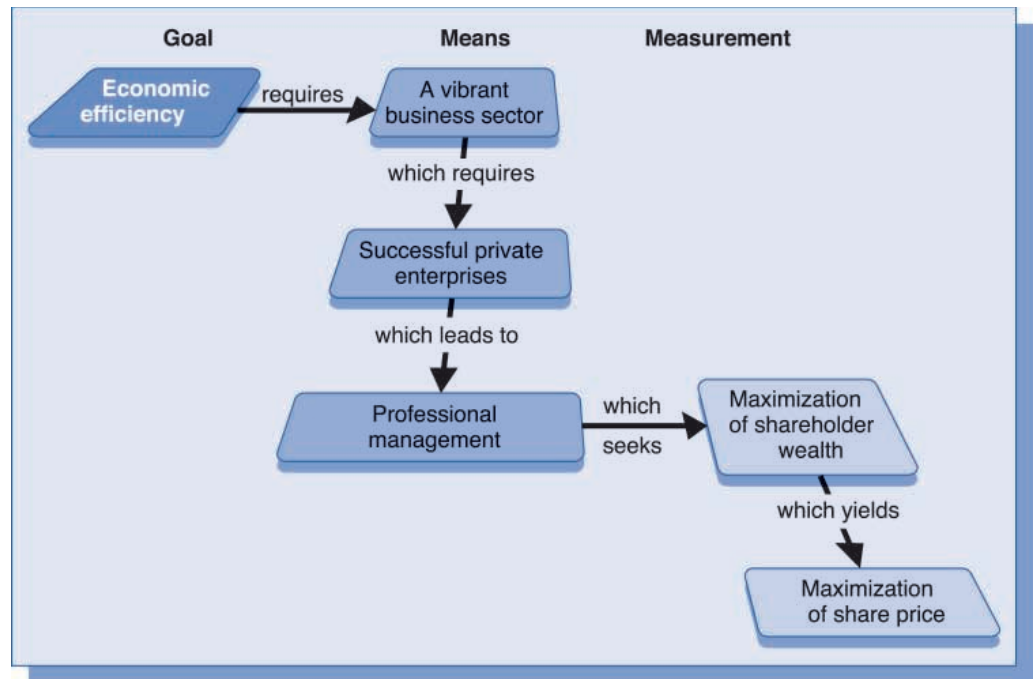 Goal Means Measurement
Economic
efficiency
requires
A vibrant
business sector
which requires
Successful private
enterprises
which leads to
Professional
management
which
seeks
Maximization
of shareholder
wealth
which yields
Maximization
of share price